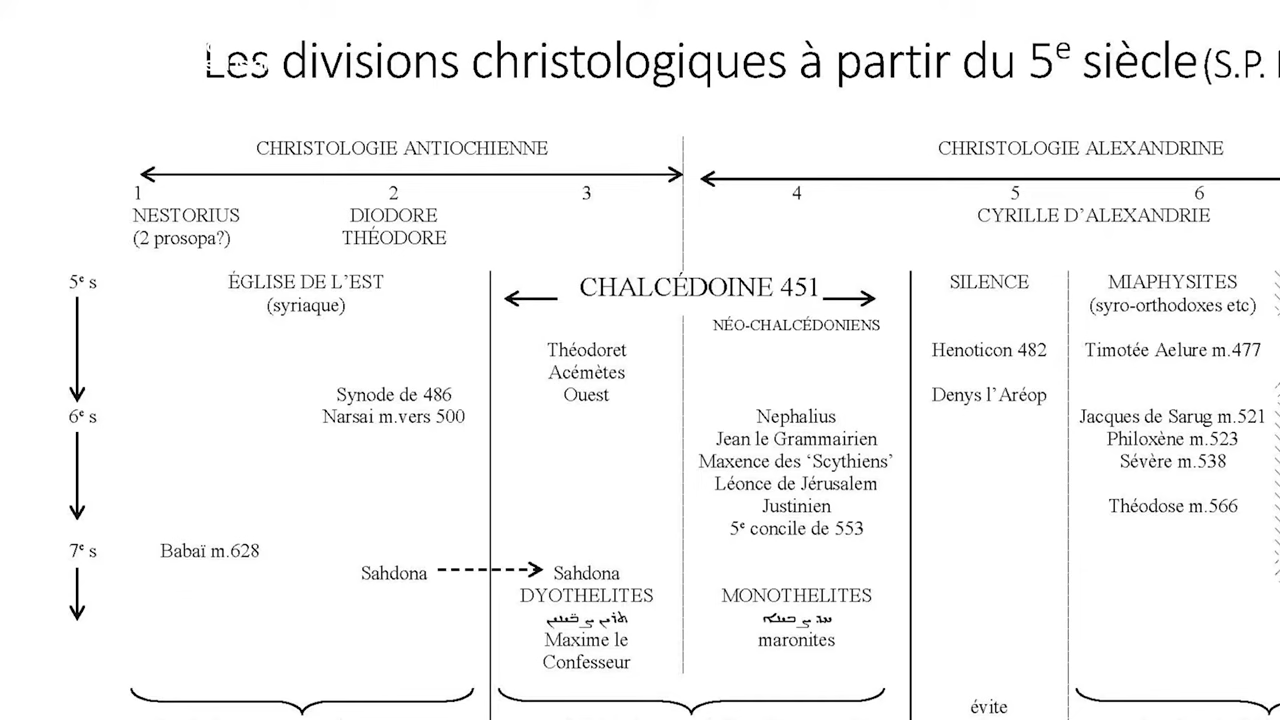 Les divisions christologiques à partir du 5e siècle (S.P.
CHRISTOLOGIE ANTIOCHIENNE
CHRISTOLOGIE ALEXANDRINE
1 2 3 4 5 6
NESTORIUS DIODORE CYRILLE D’ALEXANDRIE
(2 prosopa?) THÉODORE
5e s ÉGLISE DE L’EST CHALCÉDOINE 451 SILENCE MIAPHYSITES
(syriaque) (syro-orthodoxes etc)
NÉO-CHALCÉDONIENS
Théodoret Henoticon 482 Timotée Aelure m.477
Acémètes
Synode de 486 Ouest Denys l’Aréop
6e s Narsai m.vers 500 Nephalius Jacques de Sarug m.521
Jean le Grammairien Philoxène m.523
Maxence des ‘Scythiens’ Sévère m.538
Léonce de Jérusalem
Justinien Théodose m.566
5e concile de 553
7e s Babaï m.628
Sahdona Sahdona
DYOTHELITES MONOTHELITES
Maxime le maronites
Confesseur
évite